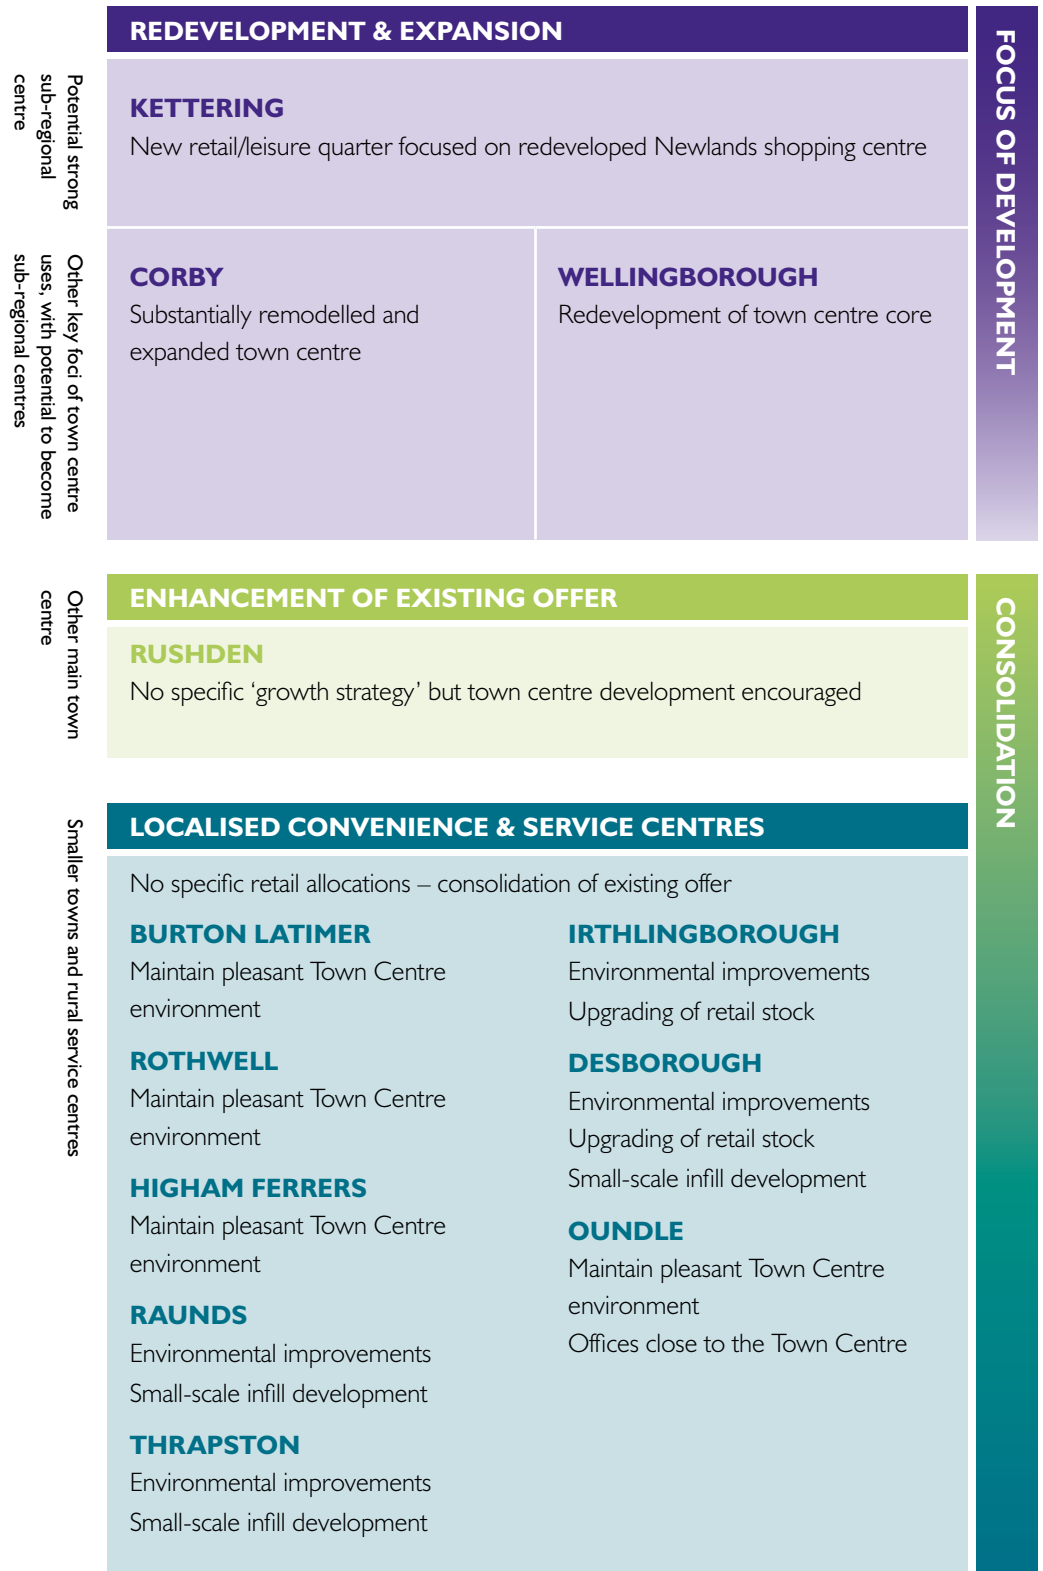 REDEVELOPMENT & EXPANSION
Potential strong
sub-regional
centre
KETTERING
New retail/leisure quarter focused on redeveloped Newlands shopping centre
Other key foci of town centre
uses, with potential to become
sub-regional centres
CORBY
Substantially remodelled and
expanded town centre
WELLINGBOROUGH
Redevelopment of town centre core
FOCUS OF DEVELOPMENT
ENHANCEMENT OF EXISTING OFFER
Other main town
centre
RUSHDEN
No specific ‘growth strategy’ but town centre development encouraged
CONSOLIDATION
LOCALISED CONVENIENCE & SERVICE CENTRES
Smaller towns and rural service centres
No specific retail allocations – consolidation of existing offer
BURTON LATIMER
Maintain pleasant Town Centre
environment
ROTHWELL
Maintain pleasant Town Centre
environment
HIGHAM FERRERS
Maintain pleasant Town Centre
environment
RAUNDS
Environmental improvements
Small-scale infill development
THRAPSTON
Environmental improvements
Small-scale infill development
IRTHLINGBOROUGH
Environmental improvements
Upgrading of retail stock
DESBOROUGH
Environmental improvements
Upgrading of retail stock
Small-scale infill development
OUNDLE
Maintain pleasant Town Centre
environment
Offices close to the Town Centre